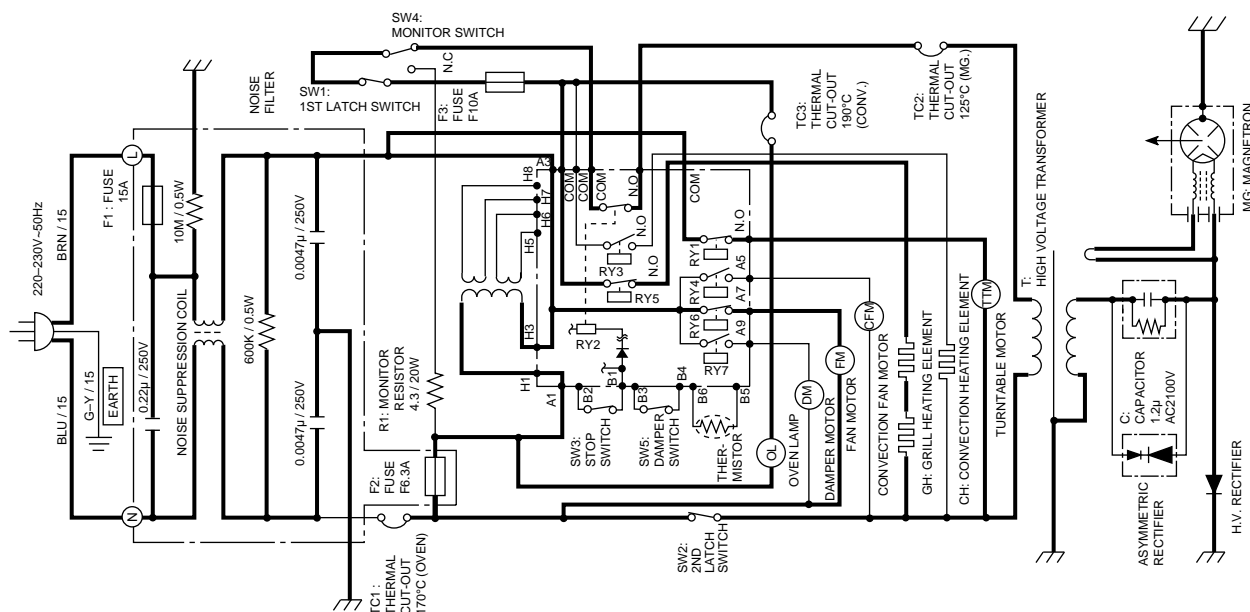 SW4:
MONITOR SWITCH
N.C
SW1:
1ST LATCH SWITCH
F3:
FUSE
F10A
NOISE
FILTER
220–230V~50Hz
BRN / 15
L
F1 : FUSE
15A
10M / 0.5W
BLU / 15
G–Y / 15
EARTH
0.22µ / 250V
NOISE SUPPRESSION COIL
600K / 0.5W
0.0047µ / 250V
0.0047µ / 250V
N
TC1 :
THERMAL
CUT-OUT
170°C (OVEN)
R1: MONITOR
RESISTOR
4.3 / 20W
F2:
FUSE
F6.3A
H8
H7
H6
H5
H3
H1
A3
A1
COM
COM
COM
COM
N.O
N.O
N.O
N.O
RY3
RY5
RY2
RY1
RY4
RY6
RY7
A5
A7
A9
B1
B2
B3
B4
B6
B5
SW3:
STOP
SWITCH
SW5:
DAMPER
SWITCH
THER-
MISTOR
SW2:
2ND
LATCH
SWITCH
OL
OVEN LAMP
DM
DAMPER MOTOR
FM
FAN MOTOR
CFM
CONVECTION FAN MOTOR
GH: GRILL HEATING ELEMENT
CH: CONVECTION HEATING ELEMENT
TTM
TURNTABLE MOTOR
TC3:
THERMAL
CUT-OUT
190°C
(CONV.)
TC2:
THERMAL
CUT-OUT
125°C (MG.)
T:
HIGH VOLTAGE TRANSFORMER
MG: MAGNETRON
C:
CAPACITOR
1.2µ
AC2100V
ASYMMETRIC
RECTIFIER
H.V. RECTIFIER